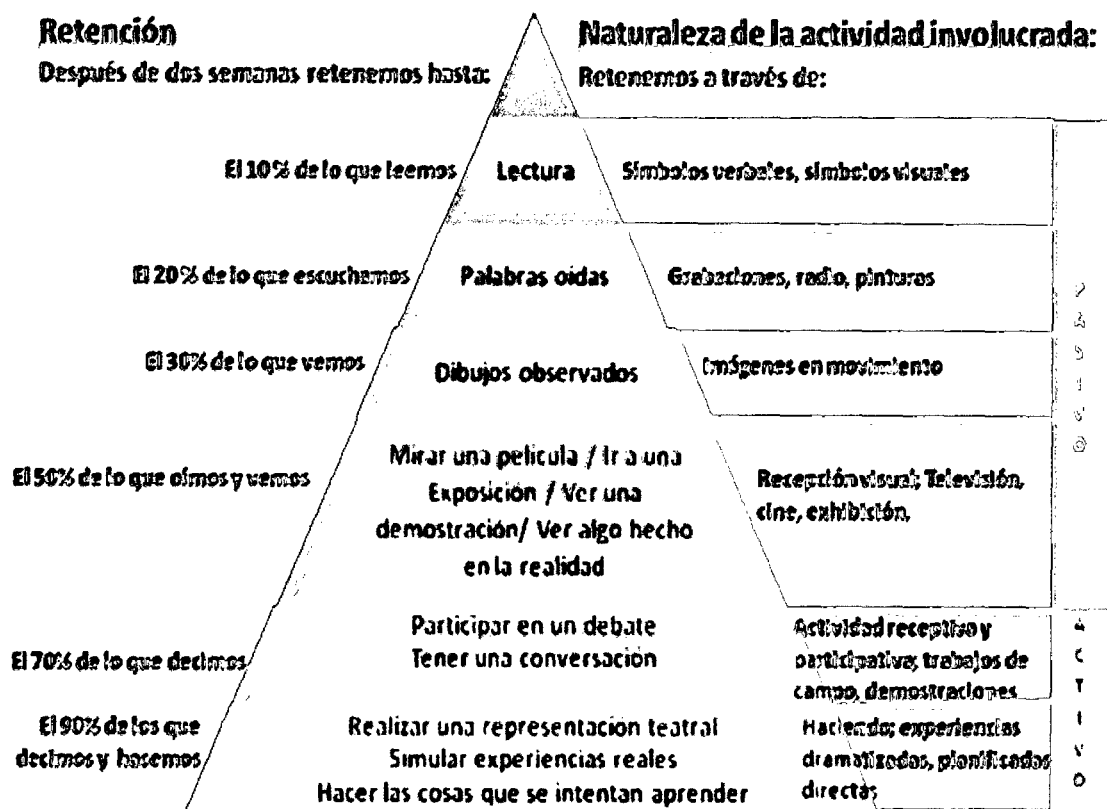 Retención
Después de dos semanas retenemos hasta:
Naturaleza de la actividad involucrada:
Retenemos a través de:
El 10% de lo que leemos
Lectura
Símbolos verbales, símbolos visuales
El 20% de lo que escuchamos
Palabras oidas
Grabaciones, radio, pinturas
El 30% de lo que vemos
Dibujos observados
Imágenes en movimiento
El 50% de lo que oímos y vemos
Mirar una pelicula / Ir a una
Exposición / Ver una
demostración/ Ver algo hecho
en la realidad
Recepción visual; Televisión,
cine, exhibición,
PASIVO
El 70% de lo que decimos
Participar en un debate
Tener una conversación
Actividad receptiva y
participativa; trabajos de
campo, demostraciones
El 90% de los que
decimos y hacemos
Realizar una representación teatral
Simular experiencias reales
Hacer las cosas que se intentan aprender
Haciendo; experiencias
dramatizadas, planificadas
directas
ACTIVO